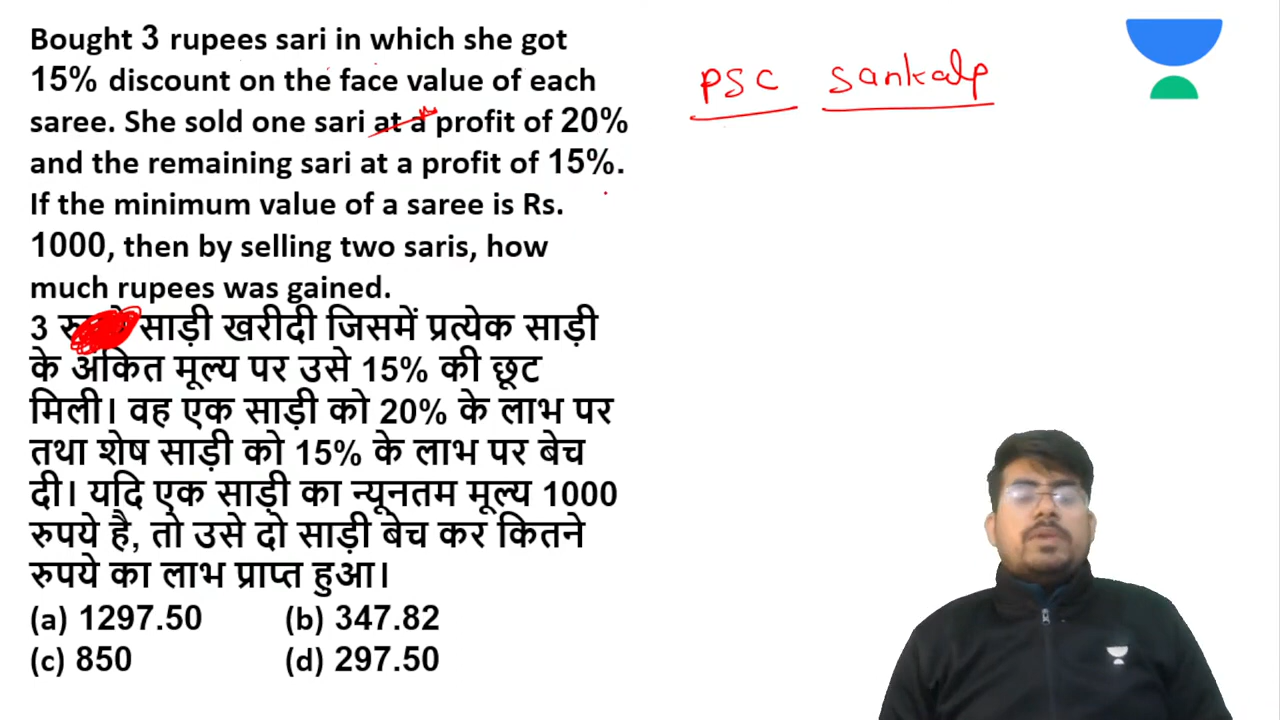 Bought 3 rupees sari in which she got
15% discount on the face value of each
saree. She sold one sari at a profit of 20%
and the remaining sari at a profit of 15%.
If the minimum value of a saree is Rs.
1000, then by selling two saris, how
much rupees was gained.
3 साड़ी खरीदी जिसमें प्रत्येक साड़ी
के अंकित मूल्य पर उसे 15% की छूट
मिली। वह एक साड़ी को 20% के लाभ पर
तथा शेष साड़ी को 15% के लाभ पर बेच
दी। यदि एक साड़ी का न्यूनतम मूल्य 1000
रुपये है, तो उसे दो साड़ी बेच कर कितने
रुपये का लाभ प्राप्त हुआ।
(a) 1297.50 (b) 347.82
(c) 850 (d) 297.50
PSC Sankalp